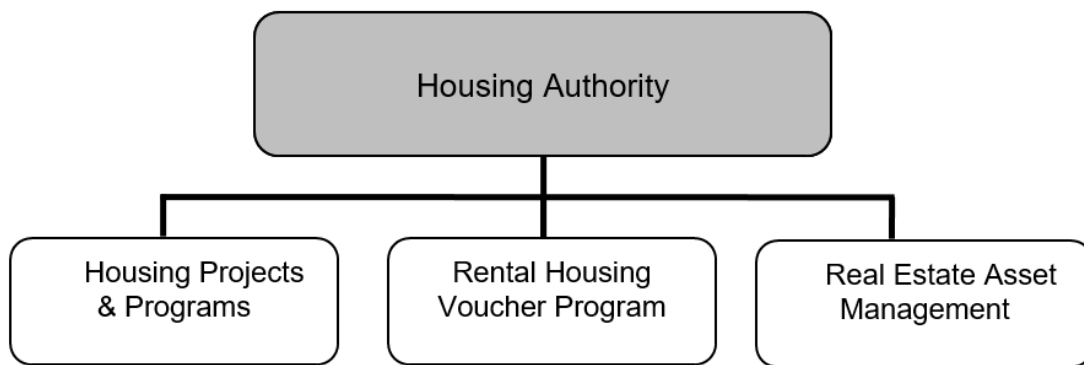 Housing Authority
Housing Projects
& Programs
Rental Housing
Voucher Program
Real Estate Asset
Management